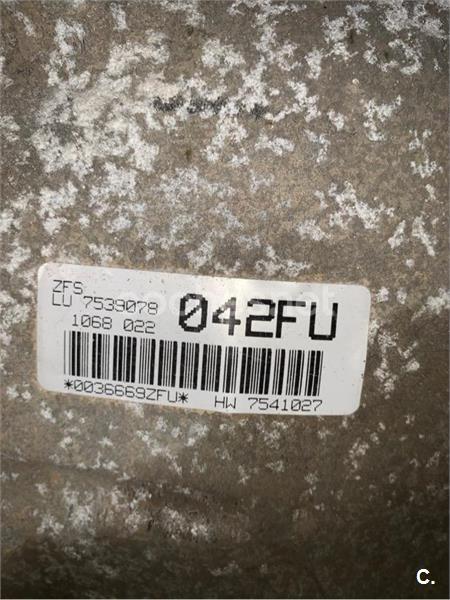 ZFS
LU 7539078
1068 022
042FU
*0036669ZFU* HW 7541027
C.